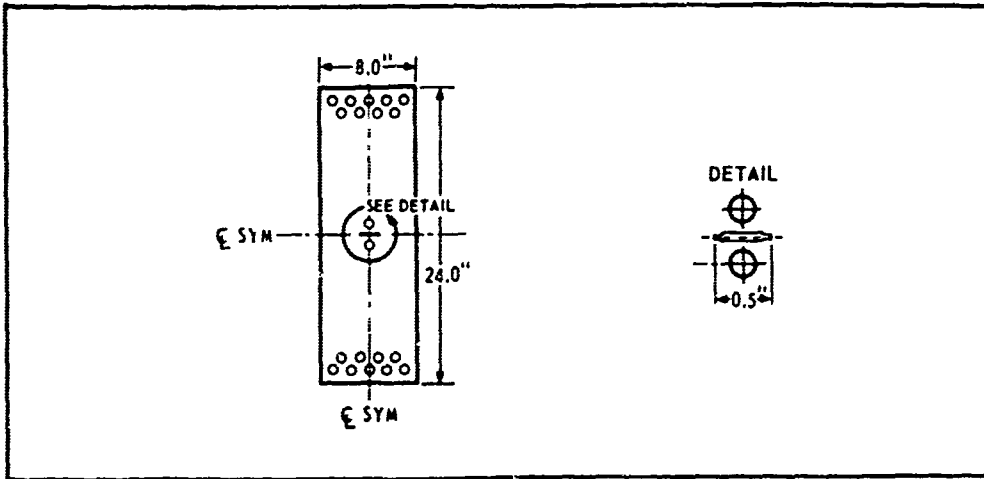 8.0"
SEE DETAIL
℄ SYM
24.0"
℄ SYM
DETAIL
0.5"